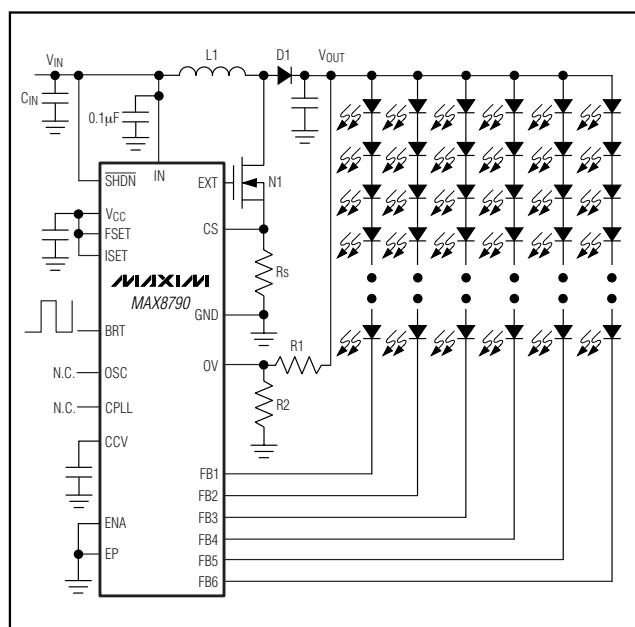 L1
D1
VIN
VOUT
CIN
0.1µF
IN
SHDN
EXT
N1
VCC
FSET
ISET
CS
MAXIM
MAX8790
RS
GND
BRT
R1
OV
N.C.
OSC
N.C.
CPLL
R2
CCV
FB1
FB2
ENA
FB3
FB4
EP
FB5
FB6